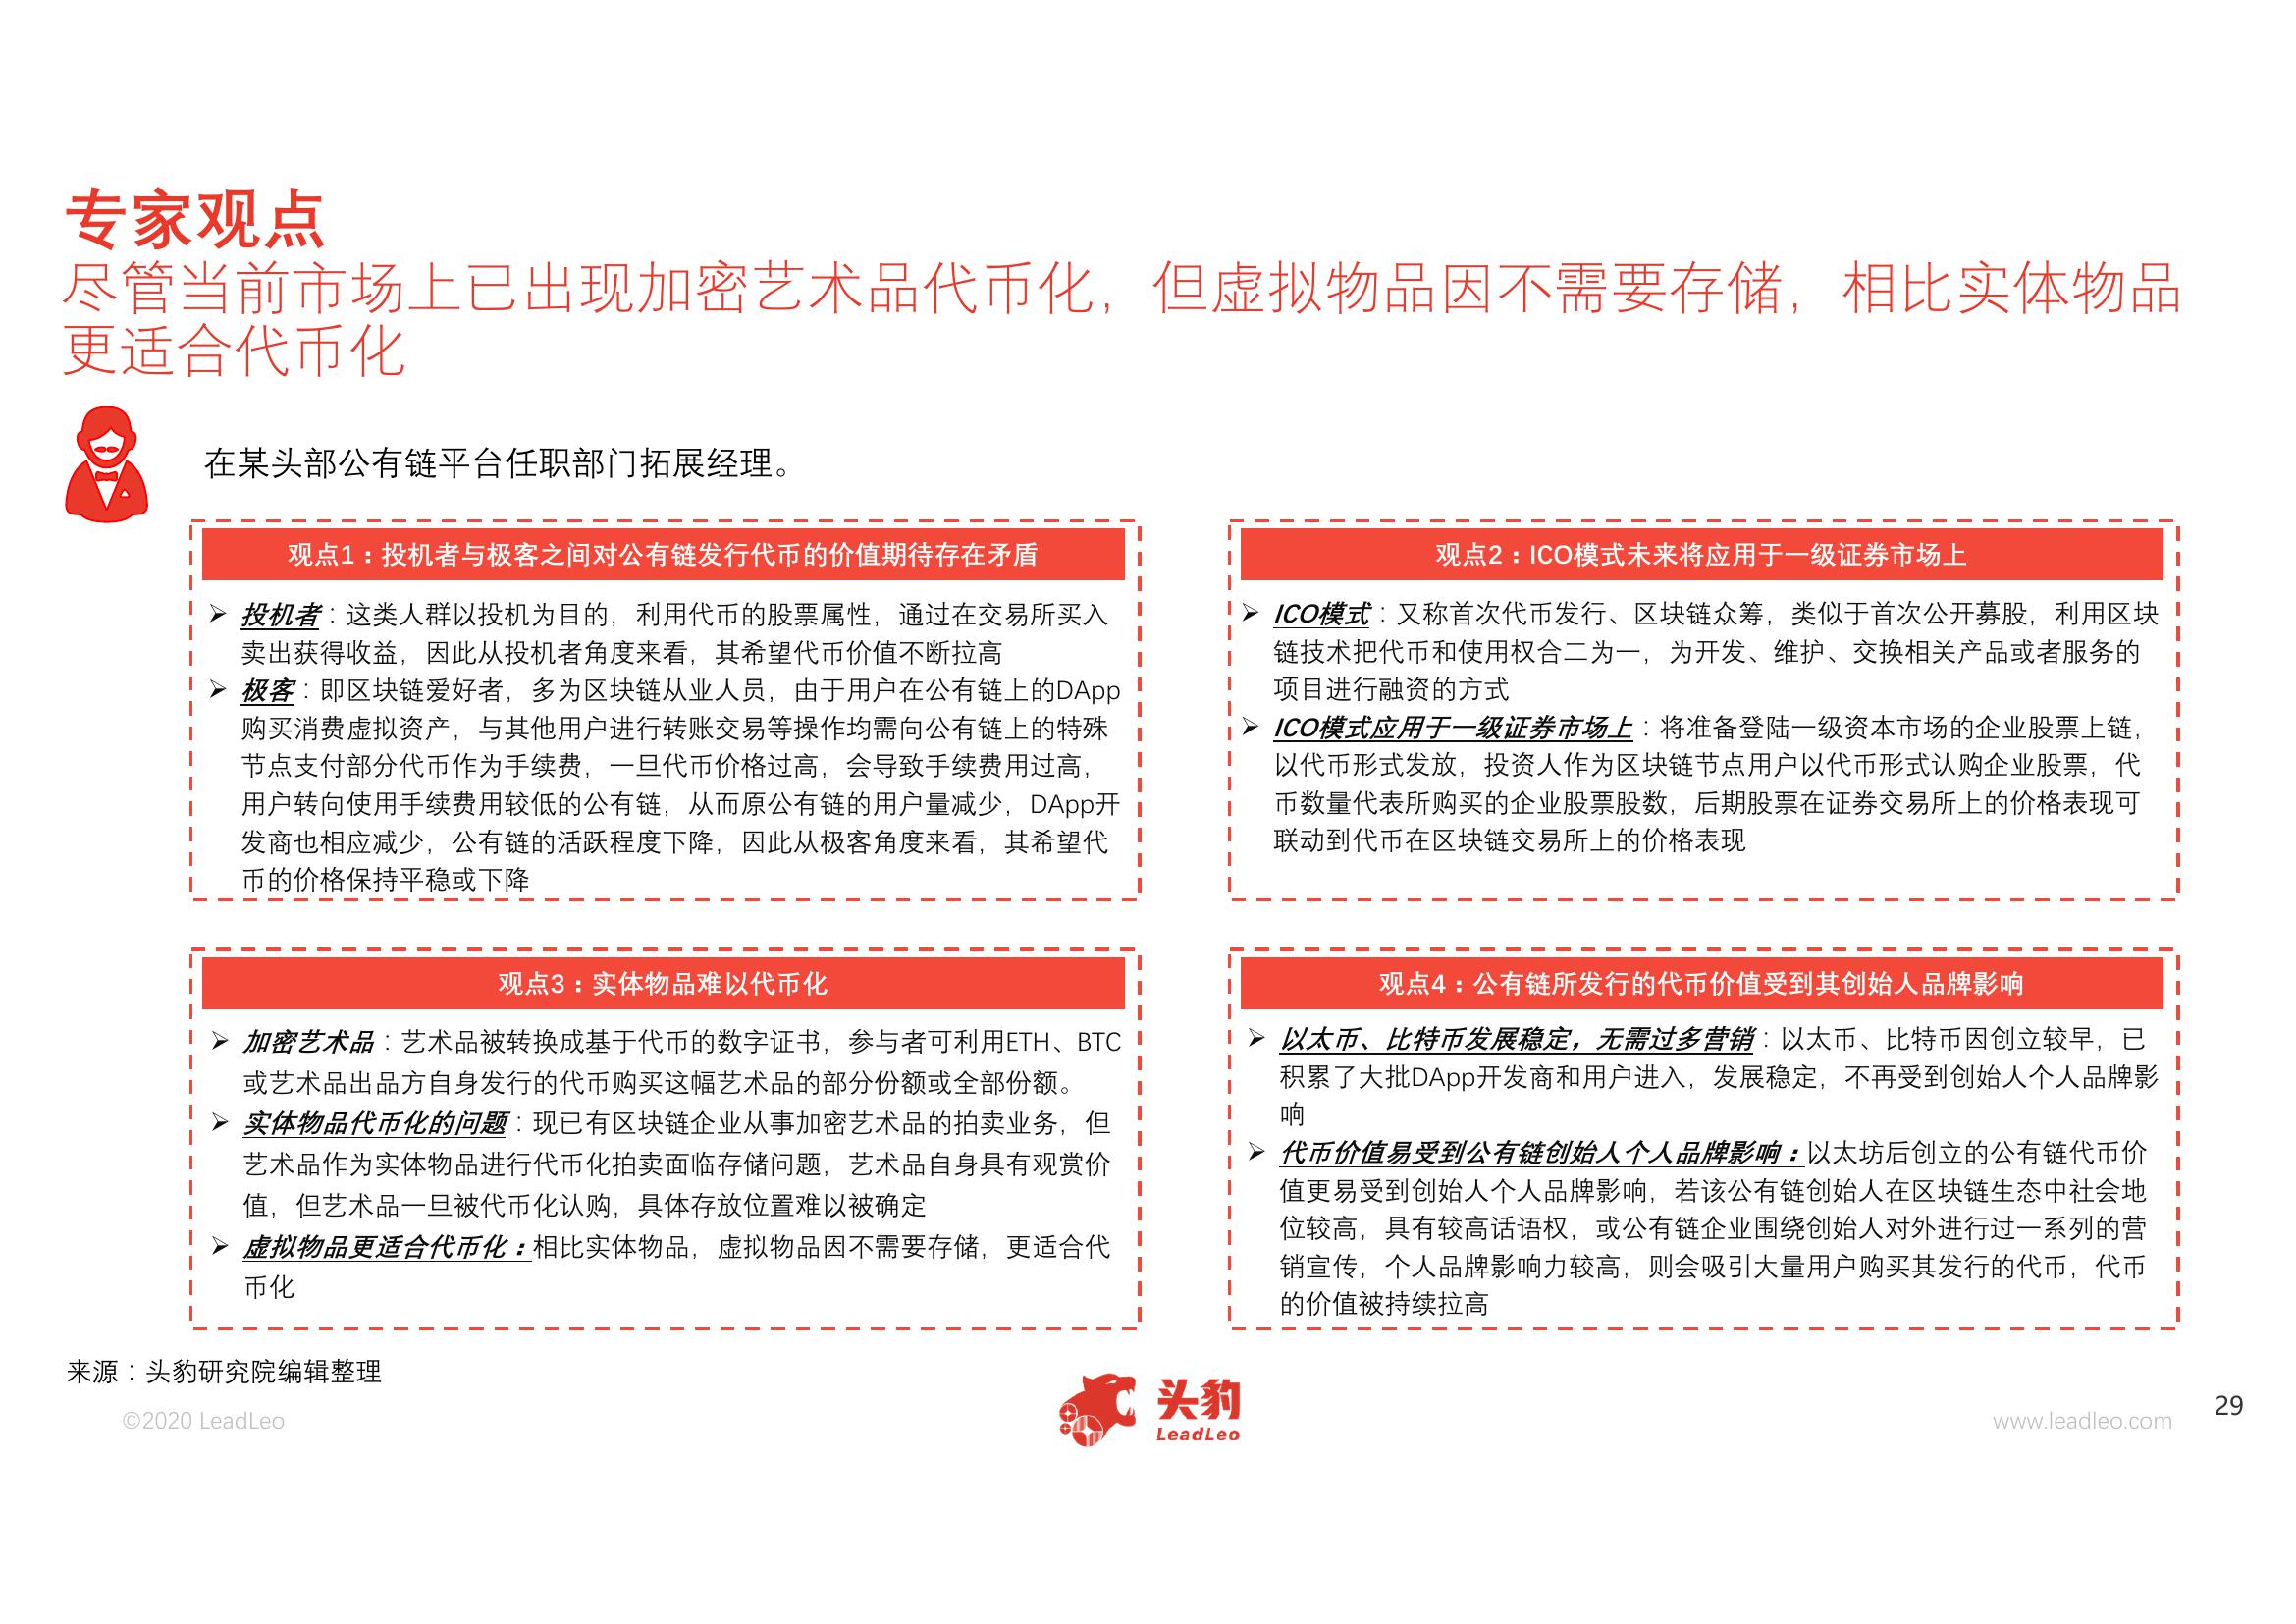 专家观点
尽管当前市场上已出现加密艺术品代币化，但虚拟物品因不需要存储，相比实体物品
更适合代币化
在某头部公有链平台任职部门拓展经理。
观点1：投机者与极客之间对公有链发行代币的价值期待存在矛盾
➢ 投机者：这类人群以投机为目的，利用代币的股票属性，通过在交易所买入
卖出获得收益，因此从投机者角度来看，其希望代币价值不断拉高
➢ 极客：即区块链爱好者，多为区块链从业人员，由于用户在公有链上的DApp
购买消费虚拟资产，与其他用户进行转账交易等操作均需向公有链上的特殊
节点支付部分代币作为手续费，一旦代币价格过高，会导致手续费用过高，
用户转向使用手续费用较低的公有链，从而原公有链的用户量减少，DApp开
发商也相应减少，公有链的活跃程度下降，因此从极客角度来看，其希望代
币的价格保持平稳或下降
观点2：ICO模式未来将应用于一级证券市场上
➢ ICO模式：又称首次代币发行、区块链众筹，类似于首次公开募股，利用区块
链技术把代币和使用权合二为一，为开发、维护、交换相关产品或者服务的
项目进行融资的方式
➢ ICO模式应用于一级证券市场上：将准备登陆一级资本市场的企业股票上链，
以代币形式发放，投资人作为区块链节点用户以代币形式认购企业股票，代
币数量代表所购买的企业股票股数，后期股票在证券交易所上的价格表现可
联动到代币在区块链交易所上的价格表现
观点3：实体物品难以代币化
➢ 加密艺术品：艺术品被转换成基于代币的数字证书，参与者可利用ETH、BTC
或艺术品出品方自身发行的代币购买这幅艺术品的部分份额或全部份额。
➢ 实体物品代币化的问题：现已有区块链企业从事加密艺术品的拍卖业务，但
艺术品作为实体物品进行代币化拍卖面临存储问题，艺术品自身具有观赏价
值，但艺术品一旦被代币化认购，具体存放位置难以被确定
➢ 虚拟物品更适合代币化：相比实体物品，虚拟物品因不需要存储，更适合代
币化
观点4：公有链所发行的代币价值受到其创始人品牌影响
➢ 以太币、比特币发展稳定，无需过多营销：以太币、比特币因创立较早，已
积累了大批DApp开发商和用户进入，发展稳定，不再受到创始人个人品牌影
响
➢ 代币价值易受到公有链创始人个人品牌影响：以太坊后创立的公有链代币价
值更易受到创始人个人品牌影响，若该公有链创始人在区块链生态中社会地
位较高，具有较高话语权，或公有链企业围绕创始人对外进行过一系列的营
销宣传，个人品牌影响力较高，则会吸引大量用户购买其发行的代币，代币
的价值被持续拉高
来源：头豹研究院编辑整理
©2020 LeadLeo
头豹
LeadLeo
www.leadleo.com
29